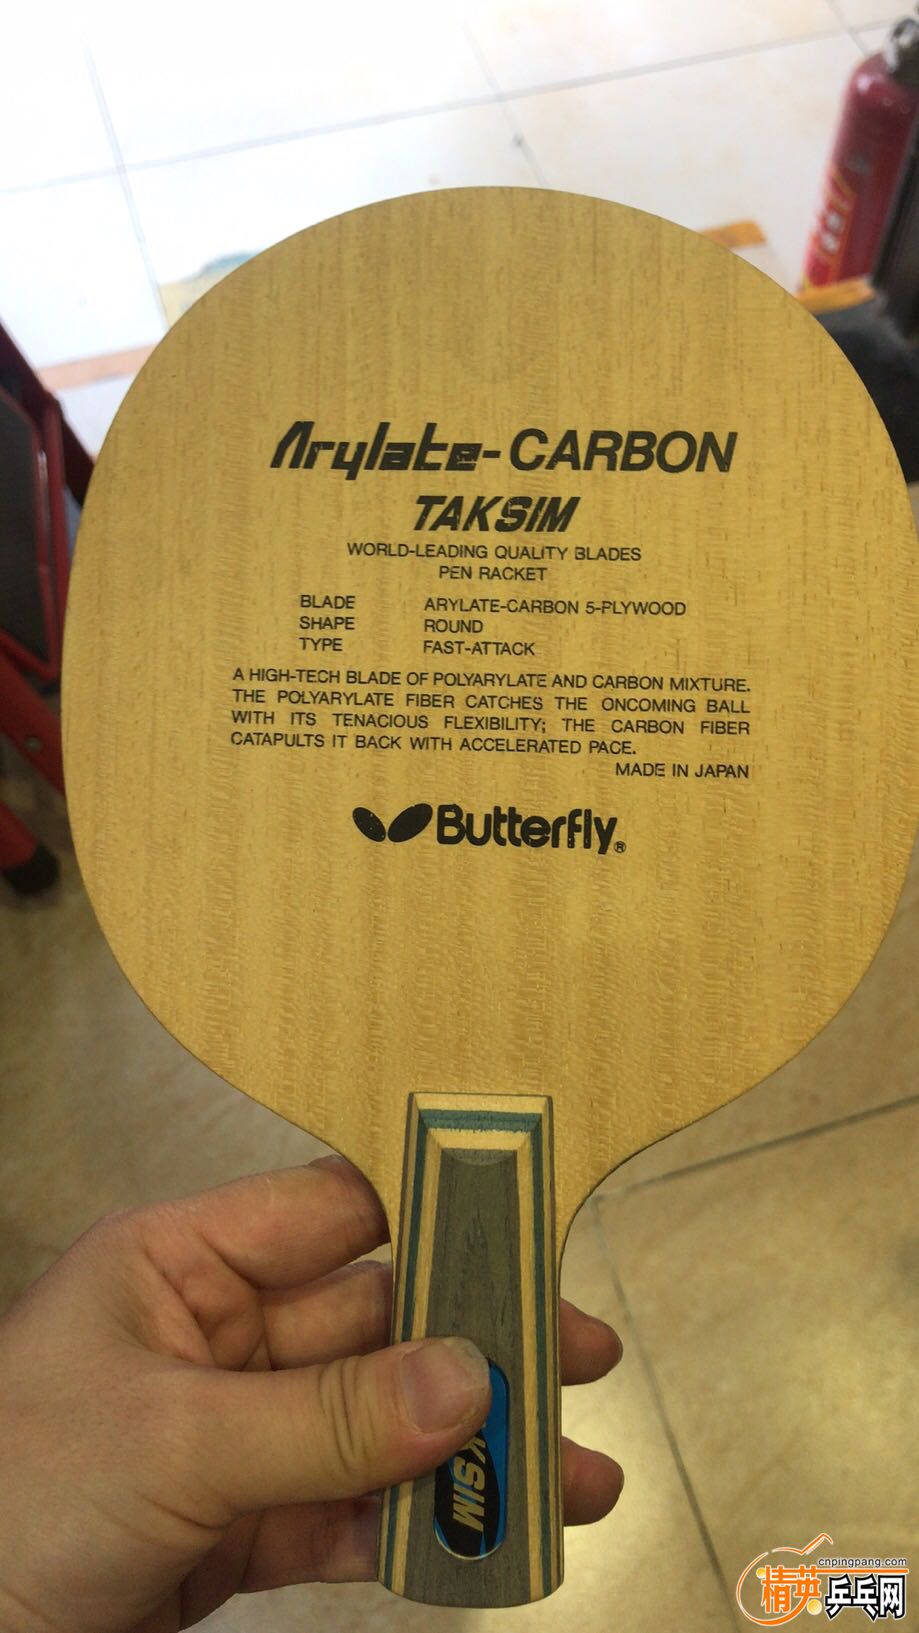 Arylate-CARBON
TAKSIM
WORLD-LEADING QUALITY BLADES
PEN RACKET
BLADE ARYLATE-CARBON 5-PLYWOOD
SHAPE ROUND
TYPE FAST-ATTACK
A HIGH-TECH BLADE OF POLYARYLATE AND CARBON MIXTURE.
THE POLYARYLATE FIBER CATCHES THE ONCOMING BALL
WITH ITS TENACIOUS FLEXIBILITY; THE CARBON FIBER
CATAPULTS IT BACK WITH ACCELERATED PACE.
MADE IN JAPAN
Butterfly®
KSIM
cnpingpang.com
精英乒乓网